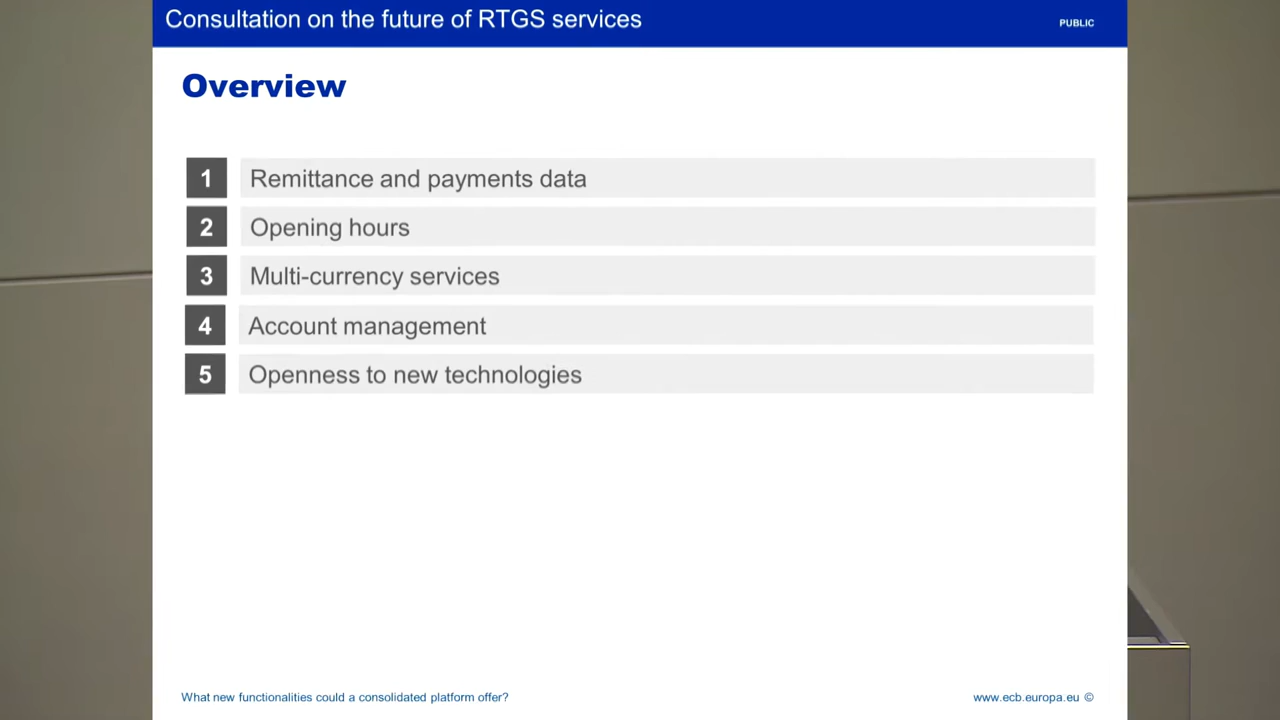 Consultation on the future of RTGS services
PUBLIC
Overview
1 Remittance and payments data
2 Opening hours
3 Multi-currency services
4 Account management
5 Openness to new technologies
What new functionalities could a consolidated platform offer?
www.ecb.europa.eu ©